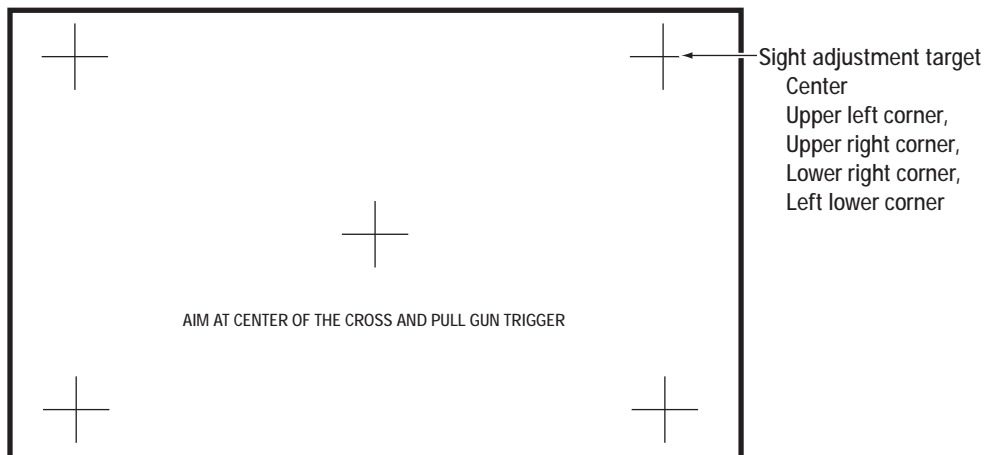 Sight adjustment target
Center
Upper left corner,
Upper right corner,
Lower right corner,
Left lower corner
AIM AT CENTER OF THE CROSS AND PULL GUN TRIGGER